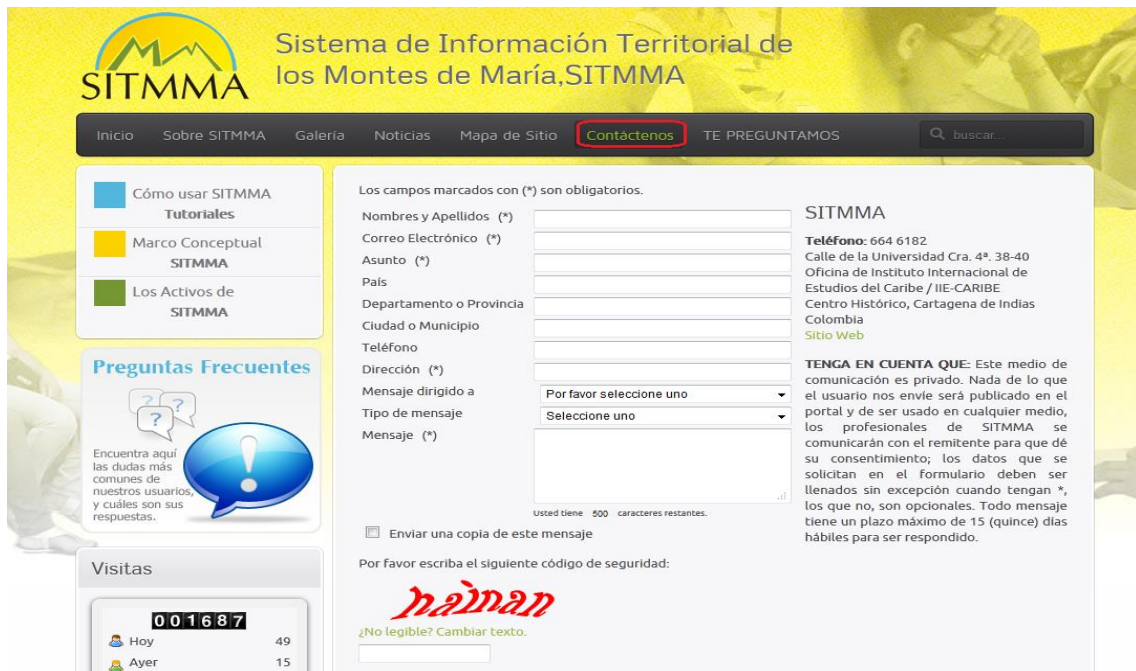 SITMMA
Sistema de Información Territorial de
los Montes de María,SITMMA
Inicio Sobre SITMMA Galería Noticias Mapa de Sitio Contáctenos TE PREGUNTAMOS buscar...
Cómo usar SITMMA
Tutoriales
Marco Conceptual
SITMMA
Los Activos de
SITMMA
Preguntas Frecuentes
Encuentra aquí
las dudas más
comunes de
nuestros usuarios,
y cuáles son sus
respuestas.
Visitas
001687
Hoy 49
Ayer 15
Los campos marcados con (*) son obligatorios.
Nombres y Apellidos (*)
Correo Electrónico (*)
Asunto (*)
País
Departamento o Provincia
Ciudad o Municipio
Teléfono
Dirección (*)
Mensaje dirigido a Por favor seleccione uno
Tipo de mensaje Seleccione uno
Mensaje (*)
Usted tiene 500 caracteres restantes.
Enviar una copia de este mensaje
Por favor escriba el siguiente código de seguridad:
hainan
¿No legible? Cambiar texto.
SITMMA
Teléfono: 664 6182
Calle de la Universidad Cra. 4ª. 38-40
Oficina de Instituto Internacional de
Estudios del Caribe / IIE-CARIBE
Centro Histórico, Cartagena de Indias
Colombia
Sitio Web
TENGA EN CUENTA QUE: Este medio de
comunicación es privado. Nada de lo que
el usuario nos envíe será publicado en el
portal y de ser usado en cualquier medio,
los profesionales de SITMMA se
comunicarán con el remitente para que dé
su consentimiento; los datos que se
solicitan en el formulario deben ser
llenados sin excepción cuando tengan *,
los que no, son opcionales. Todo mensaje
tiene un plazo máximo de 15 (quince) días
hábiles para ser respondido.